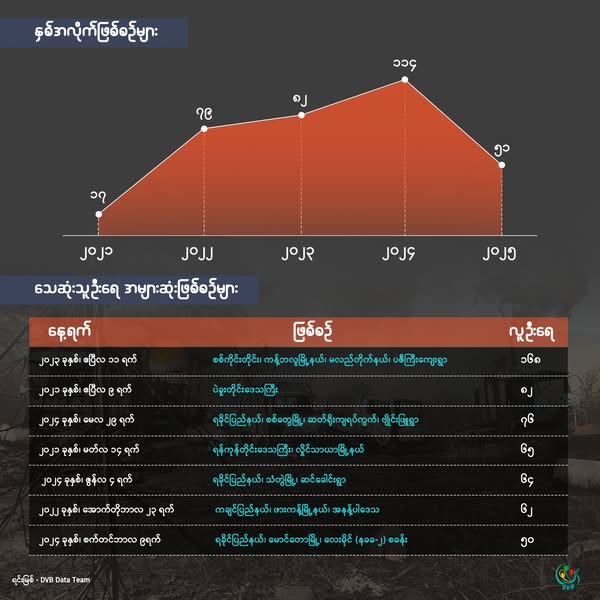 နှစ်အလိုက်ဖြစ်စဉ်များ
၁၇
၇၉
၈၂
၁၁၄
၅၁
၂၀၂၁
၂၀၂၂
၂၀၂၃
၂၀၂၄
၂၀၂၅
သေဆုံးသူဦးရေ အများဆုံးဖြစ်စဉ်များ
နေ့ရက် ဖြစ်စဉ် လူဦးရေ
၂၀၂၃ ခုနှစ်၊ ဧပြီလ ၁၁ ရက် စစ်ကိုင်းတိုင်း၊ ကန့်ဘလူမြို့နယ်၊ မလည်တိုက်နယ်၊ ပဇီကြီးကျေးရွာ ၁၆၈
၂၀၂၁ ခုနှစ်၊ ဧပြီလ ၉ ရက် ပဲခူးတိုင်းဒေသကြီး ၈၂
၂၀၂၄ ခုနှစ်၊ မေလ ၂၉ ရက် ရခိုင်ပြည်နယ်၊ စစ်တွေမြို့၊ ဆတ်ရိုးကျရပ်ကွက်၊ ဗျိုင်းဖြူရွာ ၇၆
၂၀၂၁ ခုနှစ်၊ မတ်လ ၁၄ ရက် ရန်ကုန်တိုင်းဒေသကြီး၊ လှိုင်သာယာမြို့နယ် ၆၅
၂၀၂၄ ခုနှစ်၊ ဇွန်လ ၄ ရက် ရခိုင်ပြည်နယ်၊ သံတွဲမြို့၊ ဆင်ခေါင်းရွာ ၆၄
၂၀၂၂ ခုနှစ်၊ အောက်တိုဘာလ ၂၃ ရက် ကချင်ပြည်နယ်၊ ဖားကန့်မြို့နယ်၊ အနန့်ပါဒေသ ၆၂
၂၀၂၄ ခုနှစ်၊ စက်တင်ဘာလ ၉ရက် ရခိုင်ပြည်နယ်၊ မောင်တောမြို့၊ လေးမိုင် (နခခ-၂) စခန်း ၅၀
ရင်းမြစ် - DVB Data Team
DVB